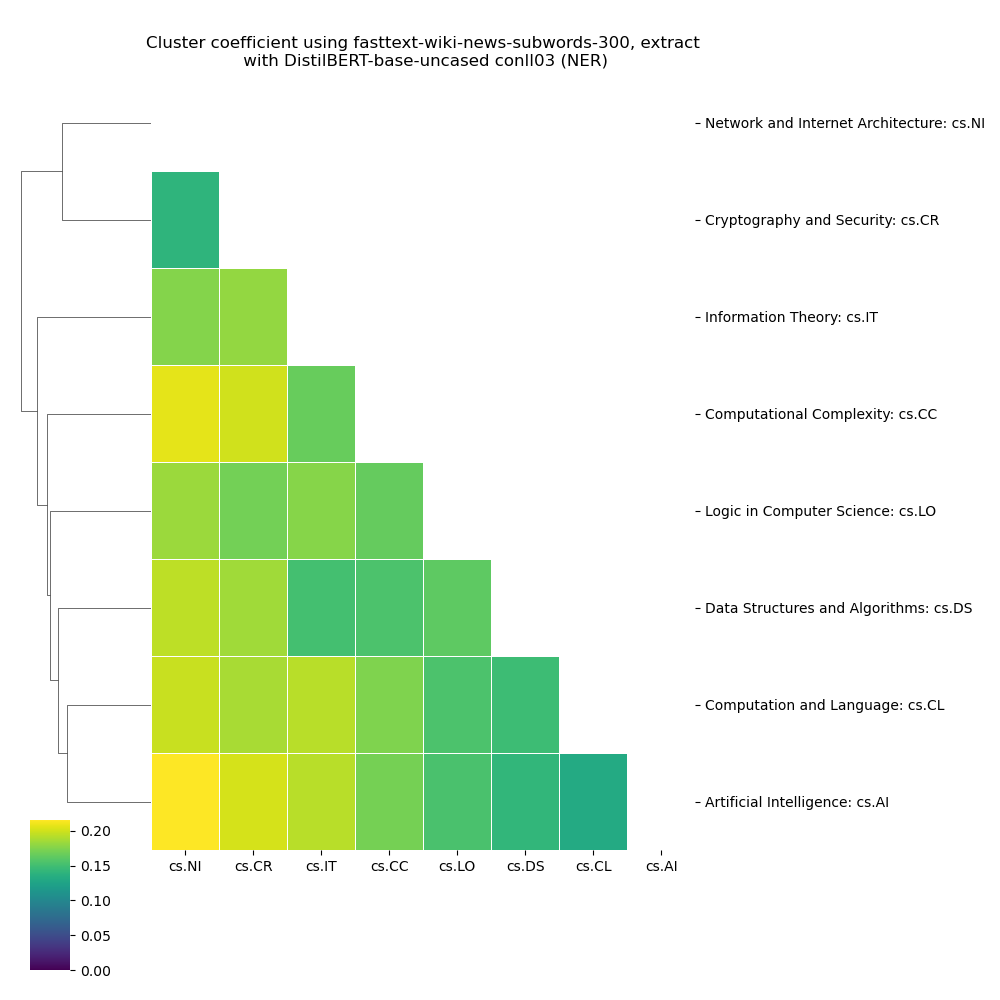 Cluster coefficient using fasttext-wiki-news-subwords-300, extract
with DistilBERT-base-uncased conll03 (NER)
Network and Internet Architecture: cs.NI
Cryptography and Security: cs.CR
Information Theory: cs.IT
Computational Complexity: cs.CC
Logic in Computer Science: cs.LO
Data Structures and Algorithms: cs.DS
Computation and Language: cs.CL
Artificial Intelligence: cs.AI
cs.NI cs.CR cs.IT cs.CC cs.LO cs.DS cs.CL cs.AI
0.20
0.15
0.10
0.05
0.00